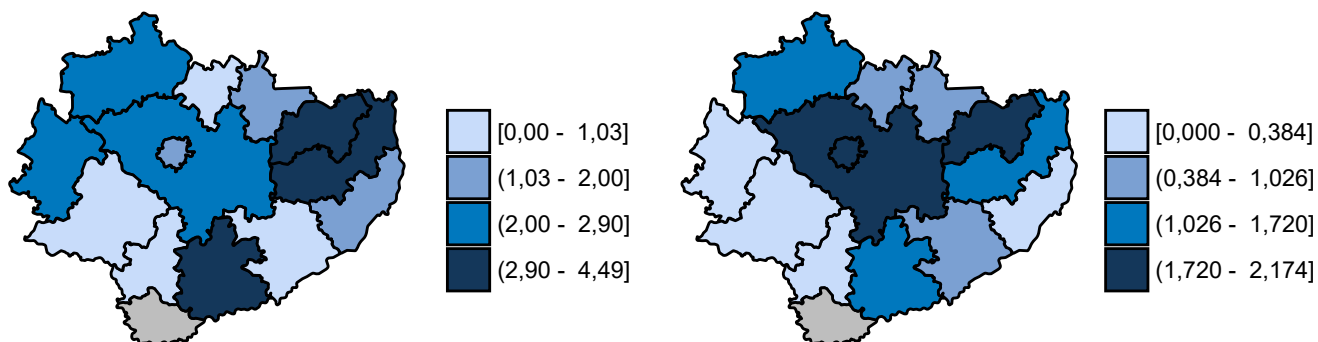 [0,00 - 1,03]
(1,03 - 2,00]
(2,00 - 2,90]
(2,90 - 4,49]
[0,000 - 0,384]
(0,384 - 1,026]
(1,026 - 1,720]
(1,720 - 2,174]